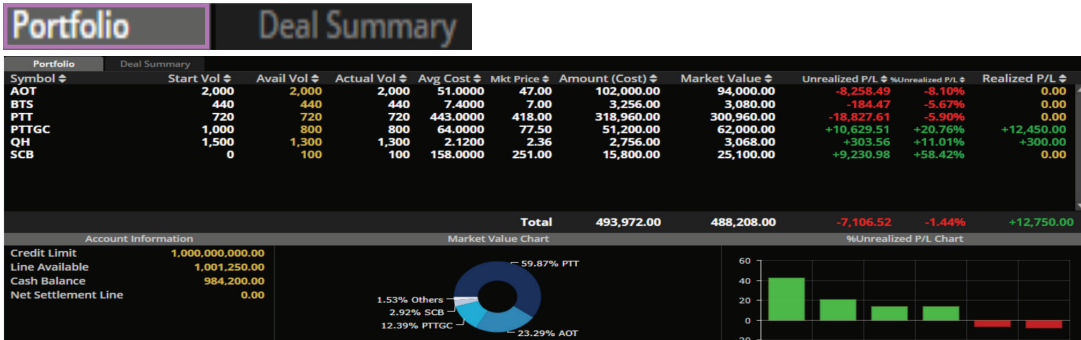 Portfolio Deal Summary
Portfolio Deal Summary
Symbol Start Vol Avail Vol Actual Vol Avg Cost Mkt Price Amount (Cost) Market Value Unrealized P/L %Unrealized P/L Realized P/L
AOT 2,000 2,000 2,000 51.0000 47.00 102,000.00 94,000.00 -8,258.49 -8.10% 0.00
BTS 440 440 440 7.4000 7.00 3,256.00 3,080.00 -184.47 -5.67% 0.00
PTT 720 720 720 443.0000 418.00 318,960.00 300,960.00 -18,827.61 -5.90% 0.00
PTTGC 1,000 800 800 64.0000 77.50 51,200.00 62,000.00 +10,629.51 +20.76% +12,450.00
QH 1,500 1,300 1,300 2.1200 2.36 2,756.00 3,068.00 +303.56 +11.01% +300.00
SCB 0 100 100 158.0000 251.00 15,800.00 25,100.00 +9,230.98 +58.42% 0.00
Total 493,972.00 488,208.00 -7,106.52 -1.44% +12,750.00
Account Information Market Value Chart %Unrealized P/L Chart
Credit Limit 1,000,000,000.00
Line Available 1,001,250.00
Cash Balance 984,200.00
Net Settlement Line 0.00
59.87% PTT
1.53% Others
2.92% SCB
12.39% PTTGC
23.29% AOT
60
40
20
0
-20